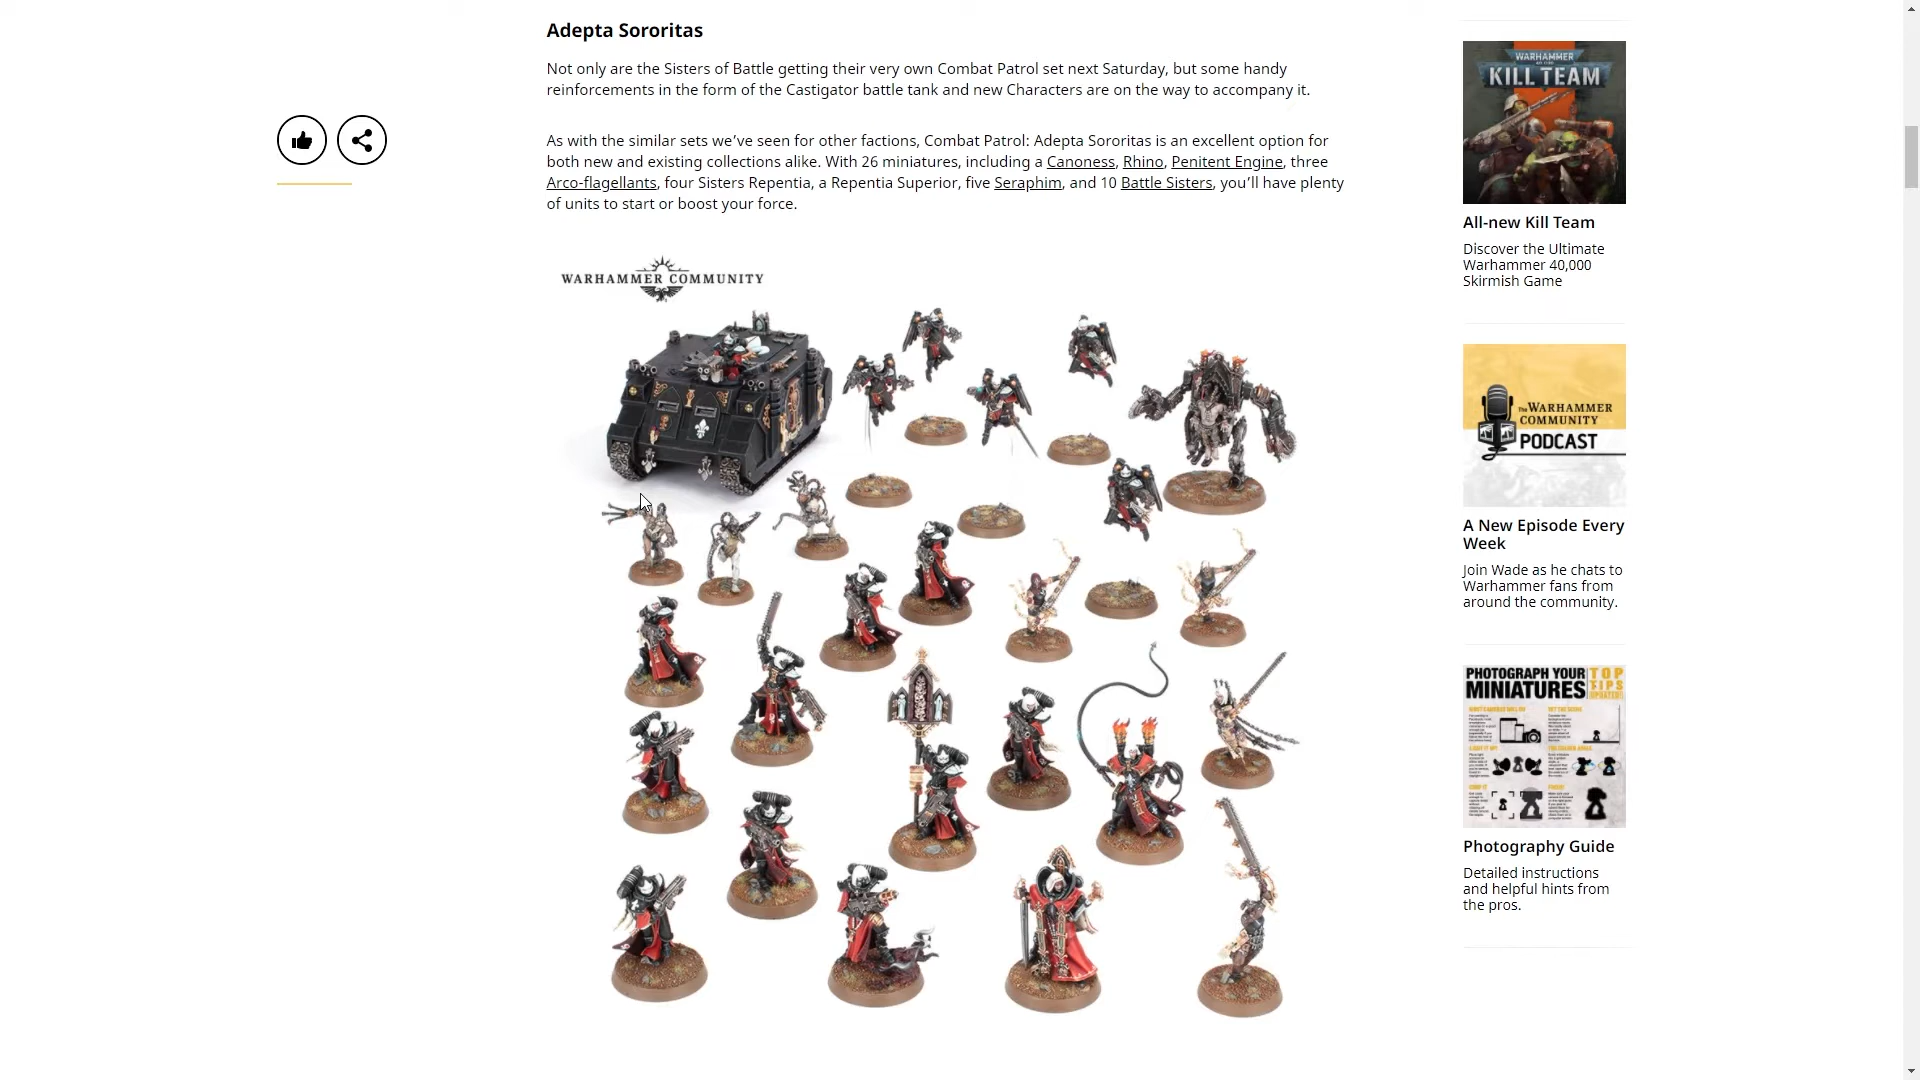 Adepta Sororitas
Not only are the Sisters of Battle getting their very own Combat Patrol set next Saturday, but some handy
reinforcements in the form of the Castigator battle tank and new Characters are on the way to accompany it.
As with the similar sets we’ve seen for other factions, Combat Patrol: Adepta Sororitas is an excellent option for
both new and existing collections alike. With 26 miniatures, including a Canoness, Rhino, Penitent Engine, three
Arco-flagellants, four Sisters Repentia, a Repentia Superior, five Seraphim, and 10 Battle Sisters, you’ll have plenty
of units to start or boost your force.
WARHAMMER COMMUNITY
WARHAMMER
KILL TEAM
All-new Kill Team
Discover the Ultimate
Warhammer 40,000
Skirmish Game
The WARHAMMER
COMMUNITY
PODCAST
A New Episode Every
Week
Join Wade as he chats to
Warhammer fans from
around the community.
PHOTOGRAPH YOUR
MINIATURES
TOP
TIPS
Photography Guide
Detailed instructions
and helpful hints from
the pros.